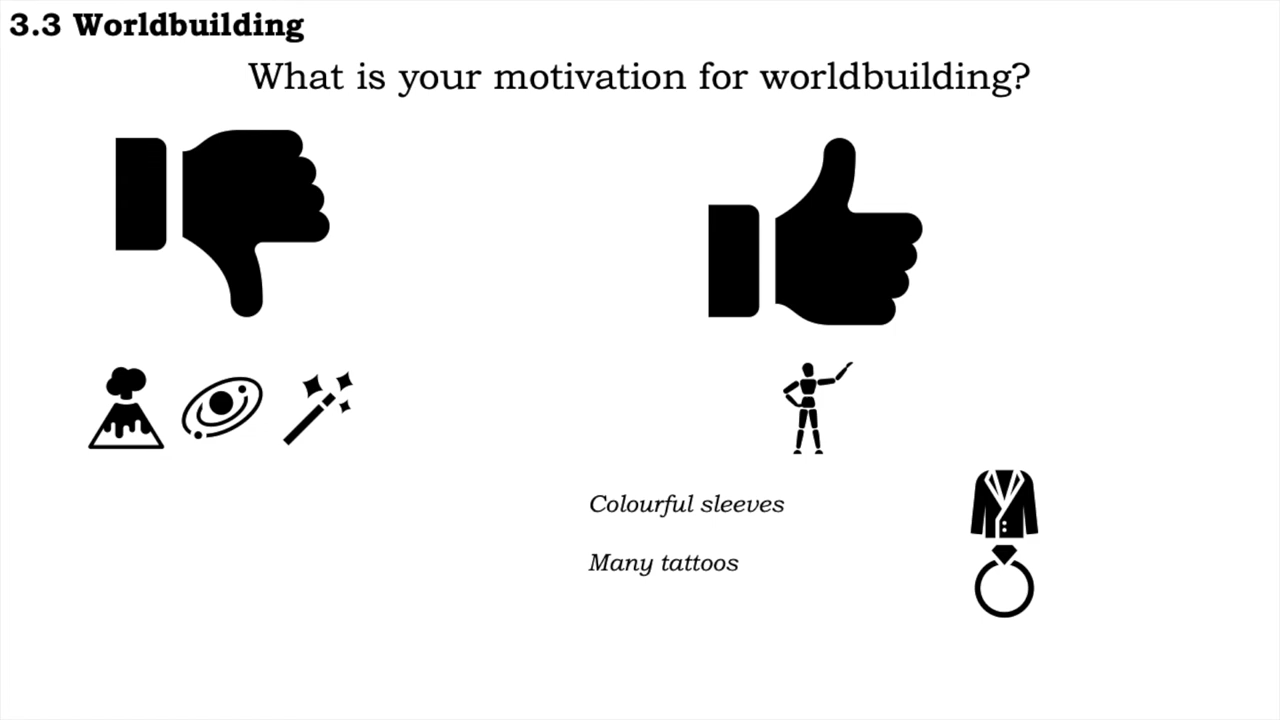 3.3 Worldbuilding
What is your motivation for worldbuilding?
Colourful sleeves
Many tattoos